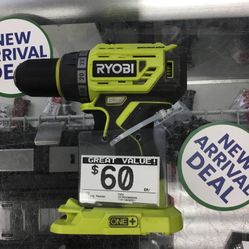 NEW
ARRIVAL
DEAL
RYOBI
NEW
ARRIVAL
DEAL
GREAT VALUE!
$60
ONE+